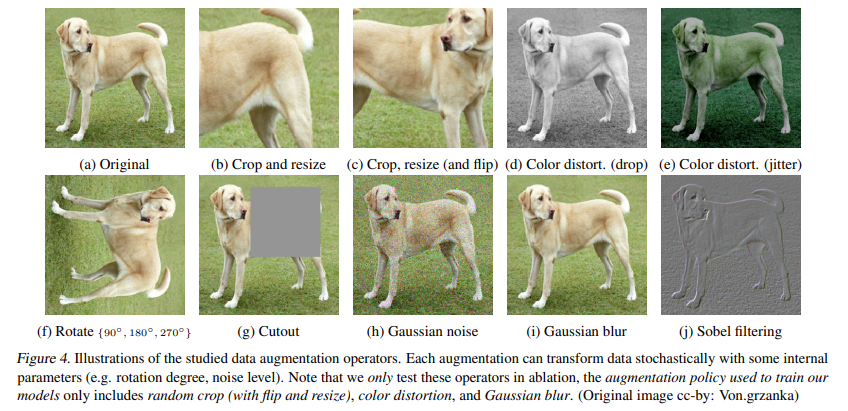 (a) Original
(b) Crop and resize
(c) Crop, resize (and flip)
(d) Color distort. (drop)
(e) Color distort. (jitter)
(f) Rotate {90°, 180°, 270°}
(g) Cutout
(h) Gaussian noise
(i) Gaussian blur
(j) Sobel filtering
Figure 4. Illustrations of the studied data augmentation operators. Each augmentation can transform data stochastically with some internal
parameters (e.g. rotation degree, noise level). Note that we only test these operators in ablation, the augmentation policy used to train our
models only includes random crop (with flip and resize), color distortion, and Gaussian blur. (Original image cc-by: Von.grzanka)